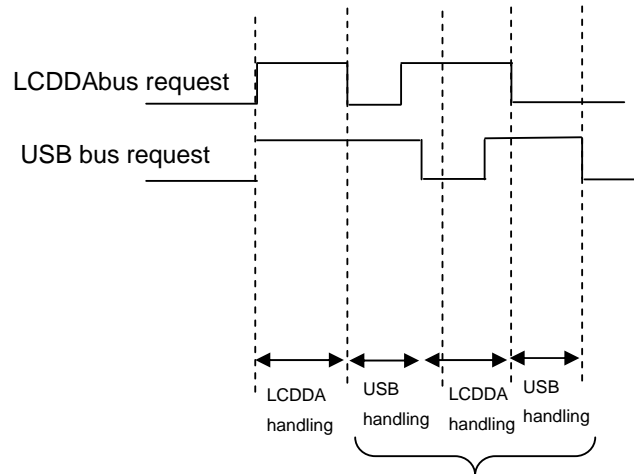 LCDDAbus request
USB bus request
LCDDA
handling
USB
handling
LCDDA
handling
USB
handling